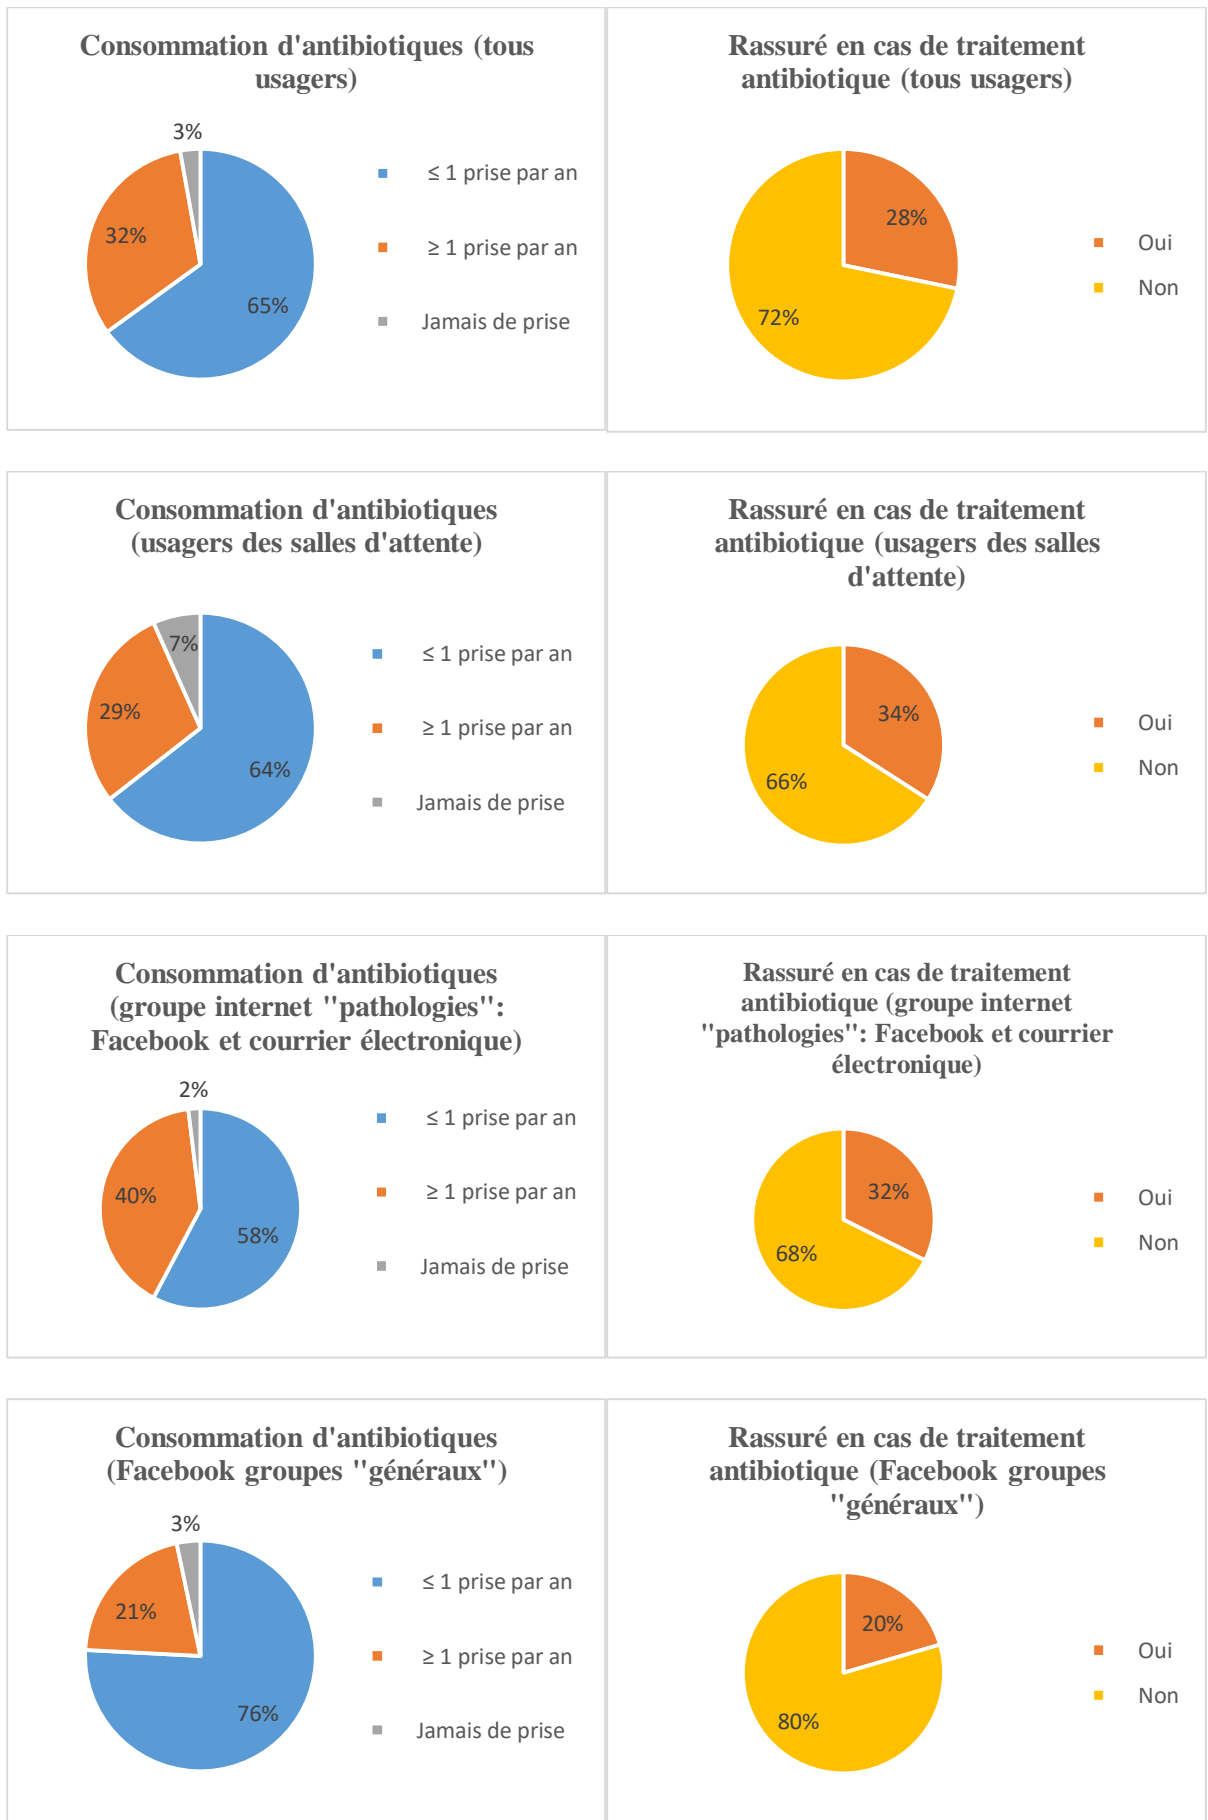 Consommation d'antibiotiques (tous
usagers)
3%
32%
65%
≤ 1 prise par an
≥ 1 prise par an
Jamais de prise
Rassuré en cas de traitement
antibiotique (tous usagers)
28%
72%
Oui
Non
Consommation d'antibiotiques
(usagers des salles d'attente)
7%
29%
64%
≤ 1 prise par an
≥ 1 prise par an
Jamais de prise
Rassuré en cas de traitement
antibiotique (usagers des salles
d'attente)
34%
66%
Oui
Non
Consommation d'antibiotiques
(groupe internet "pathologies":
Facebook et courrier électronique)
2%
40%
58%
≤ 1 prise par an
≥ 1 prise par an
Jamais de prise
Rassuré en cas de traitement
antibiotique (groupe internet
"pathologies": Facebook et courrier
électronique)
32%
68%
Oui
Non
Consommation d'antibiotiques
(Facebook groupes "généraux")
3%
21%
76%
≤ 1 prise par an
≥ 1 prise par an
Jamais de prise
Rassuré en cas de traitement
antibiotique (Facebook groupes
"généraux")
20%
80%
Oui
Non